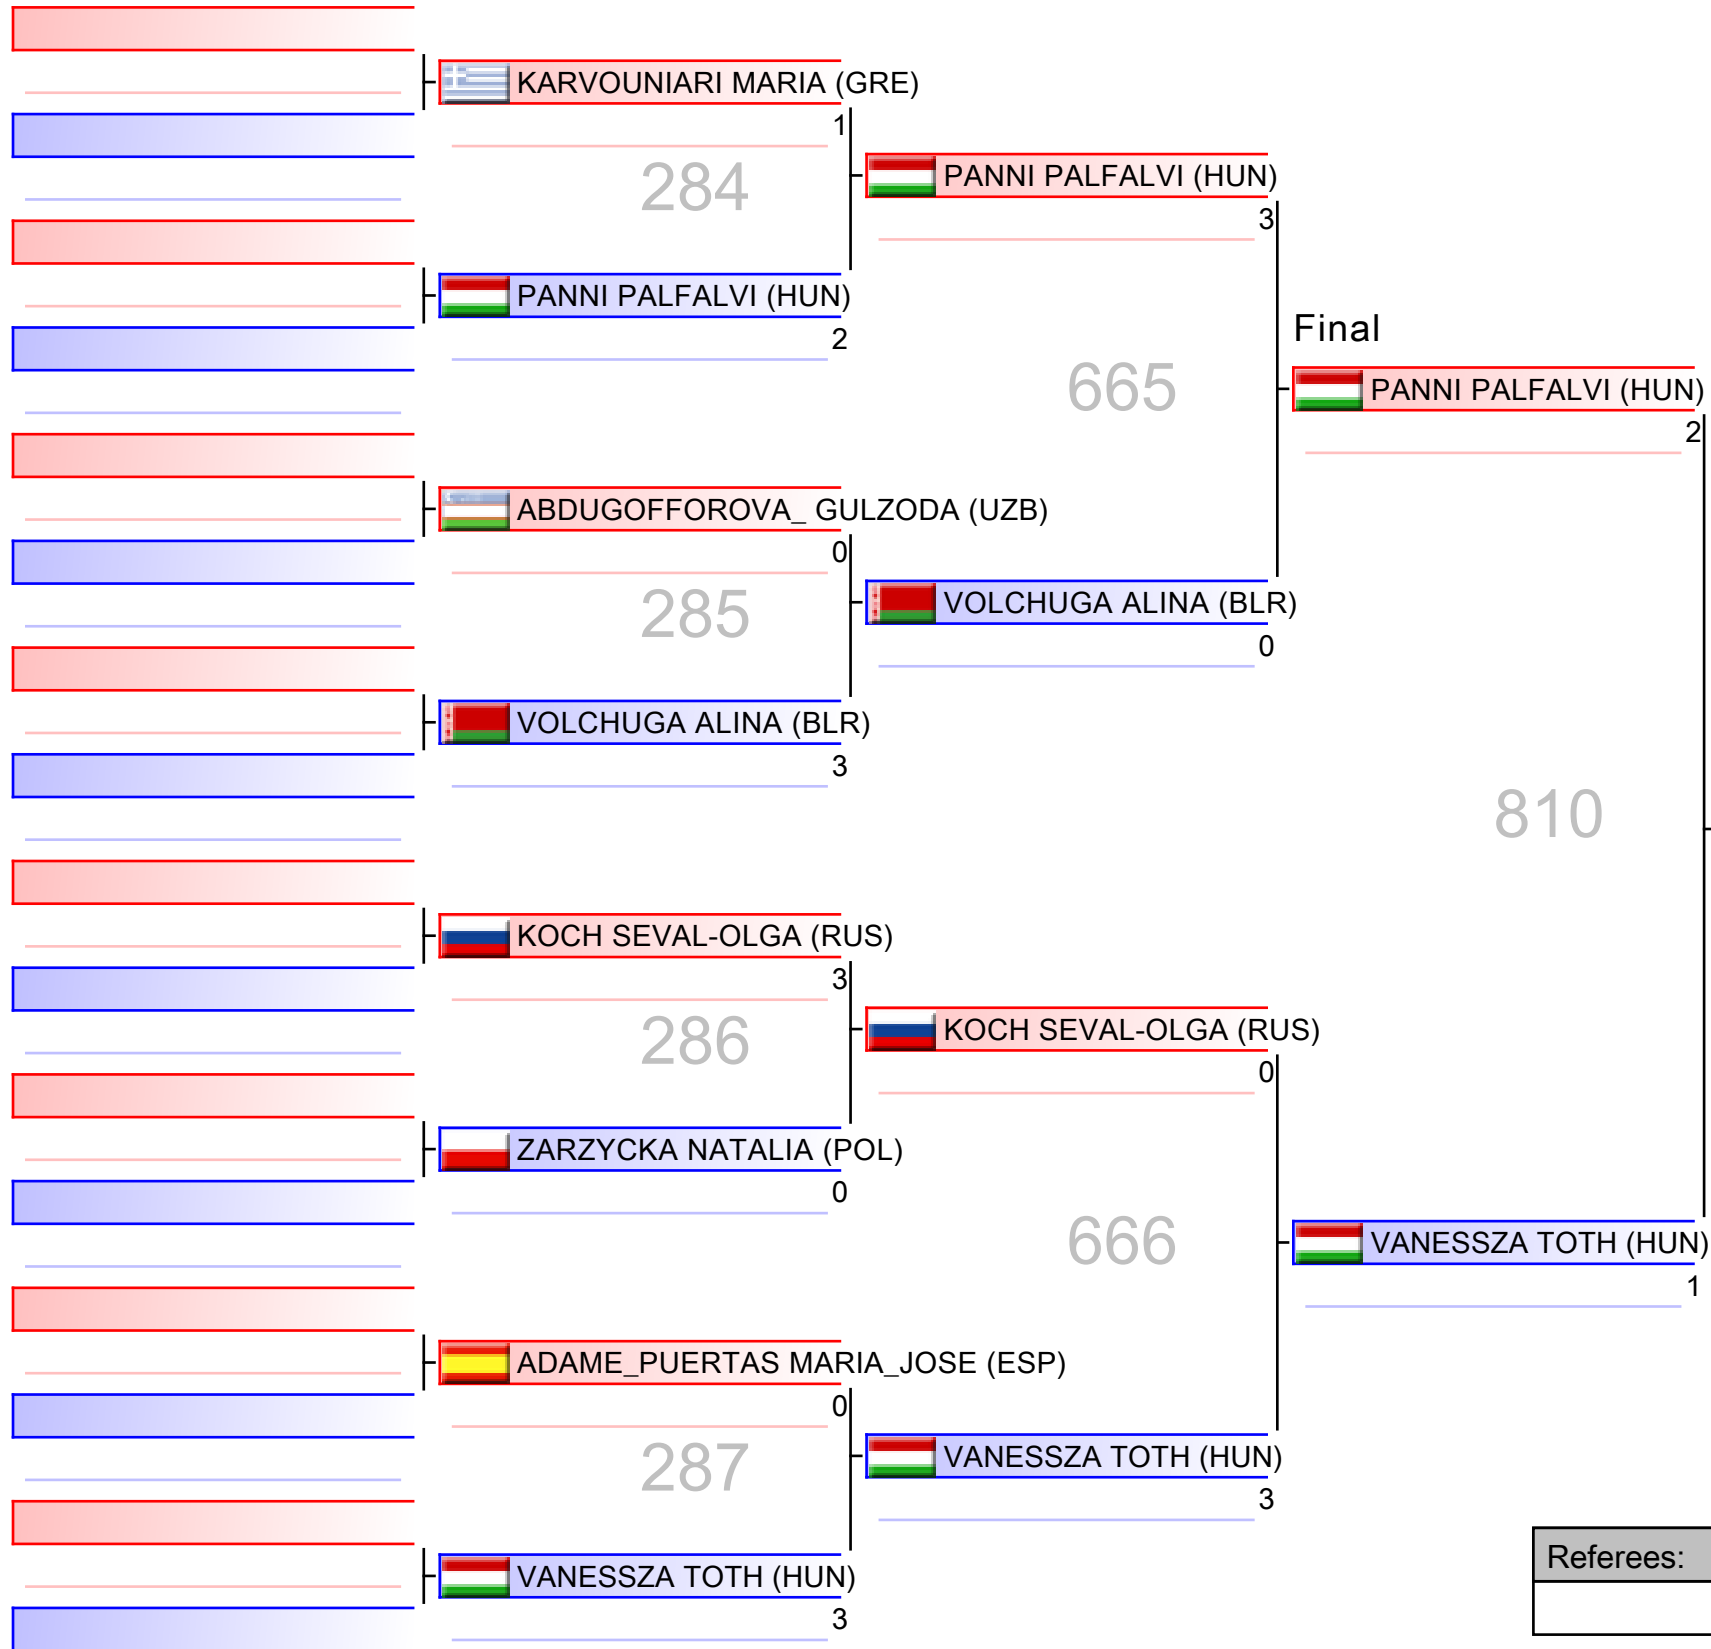 KARVOUNIARI MARIA (GRE)
1
284
PANNI PALFALVI (HUN)
3
PANNI PALFALVI (HUN)
2
Final
665
PANNI PALFALVI (HUN)
2
ABDUGOFFOROVA_ GULZODA (UZB)
0
285
VOLCHUGA ALINA (BLR)
0
VOLCHUGA ALINA (BLR)
3
810
KOCH SEVAL-OLGA (RUS)
3
286
KOCH SEVAL-OLGA (RUS)
0
ZARZYCKA NATALIA (POL)
0
666
VANESSZA TOTH (HUN)
1
ADAME_PUERTAS MARIA_JOSE (ESP)
0
287
VANESSZA TOTH (HUN)
3
VANESSZA TOTH (HUN)
3
Referees: